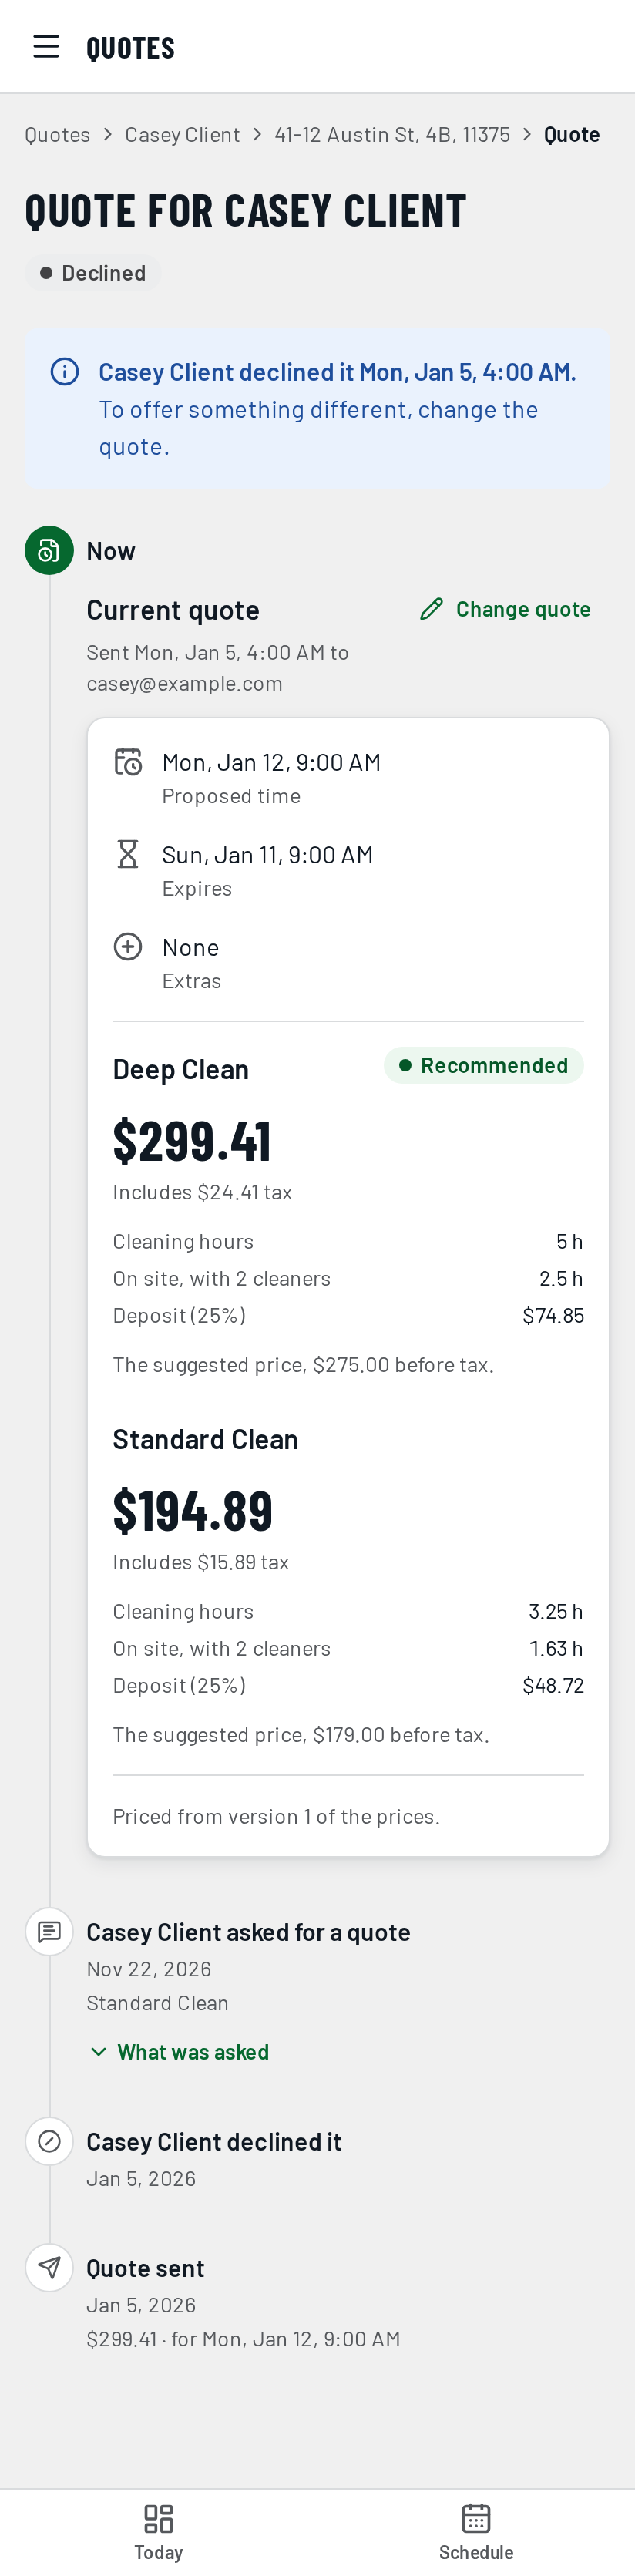 QUOTES
Quotes > Casey Client > 41-12 Austin St, 4B, 11375 > Quote
QUOTE FOR CASEY CLIENT
Declined
Casey Client declined it Mon, Jan 5, 4:00 AM.
To offer something different, change the
quote.
Now
Current quote
Change quote
Sent Mon, Jan 5, 4:00 AM to
casey@example.com
Mon, Jan 12, 9:00 AM
Proposed time
Sun, Jan 11, 9:00 AM
Expires
None
Extras
Deep Clean
Recommended
$299.41
Includes $24.41 tax
Cleaning hours 5 h
On site, with 2 cleaners 2.5 h
Deposit (25%) $74.85
The suggested price, $275.00 before tax.
Standard Clean
$194.89
Includes $15.89 tax
Cleaning hours 3.25 h
On site, with 2 cleaners 1.63 h
Deposit (25%) $48.72
The suggested price, $179.00 before tax.
Priced from version 1 of the prices.
Casey Client asked for a quote
Nov 22, 2026
Standard Clean
What was asked
Casey Client declined it
Jan 5, 2026
Quote sent
Jan 5, 2026
$299.41 · for Mon, Jan 12, 9:00 AM
Today Schedule